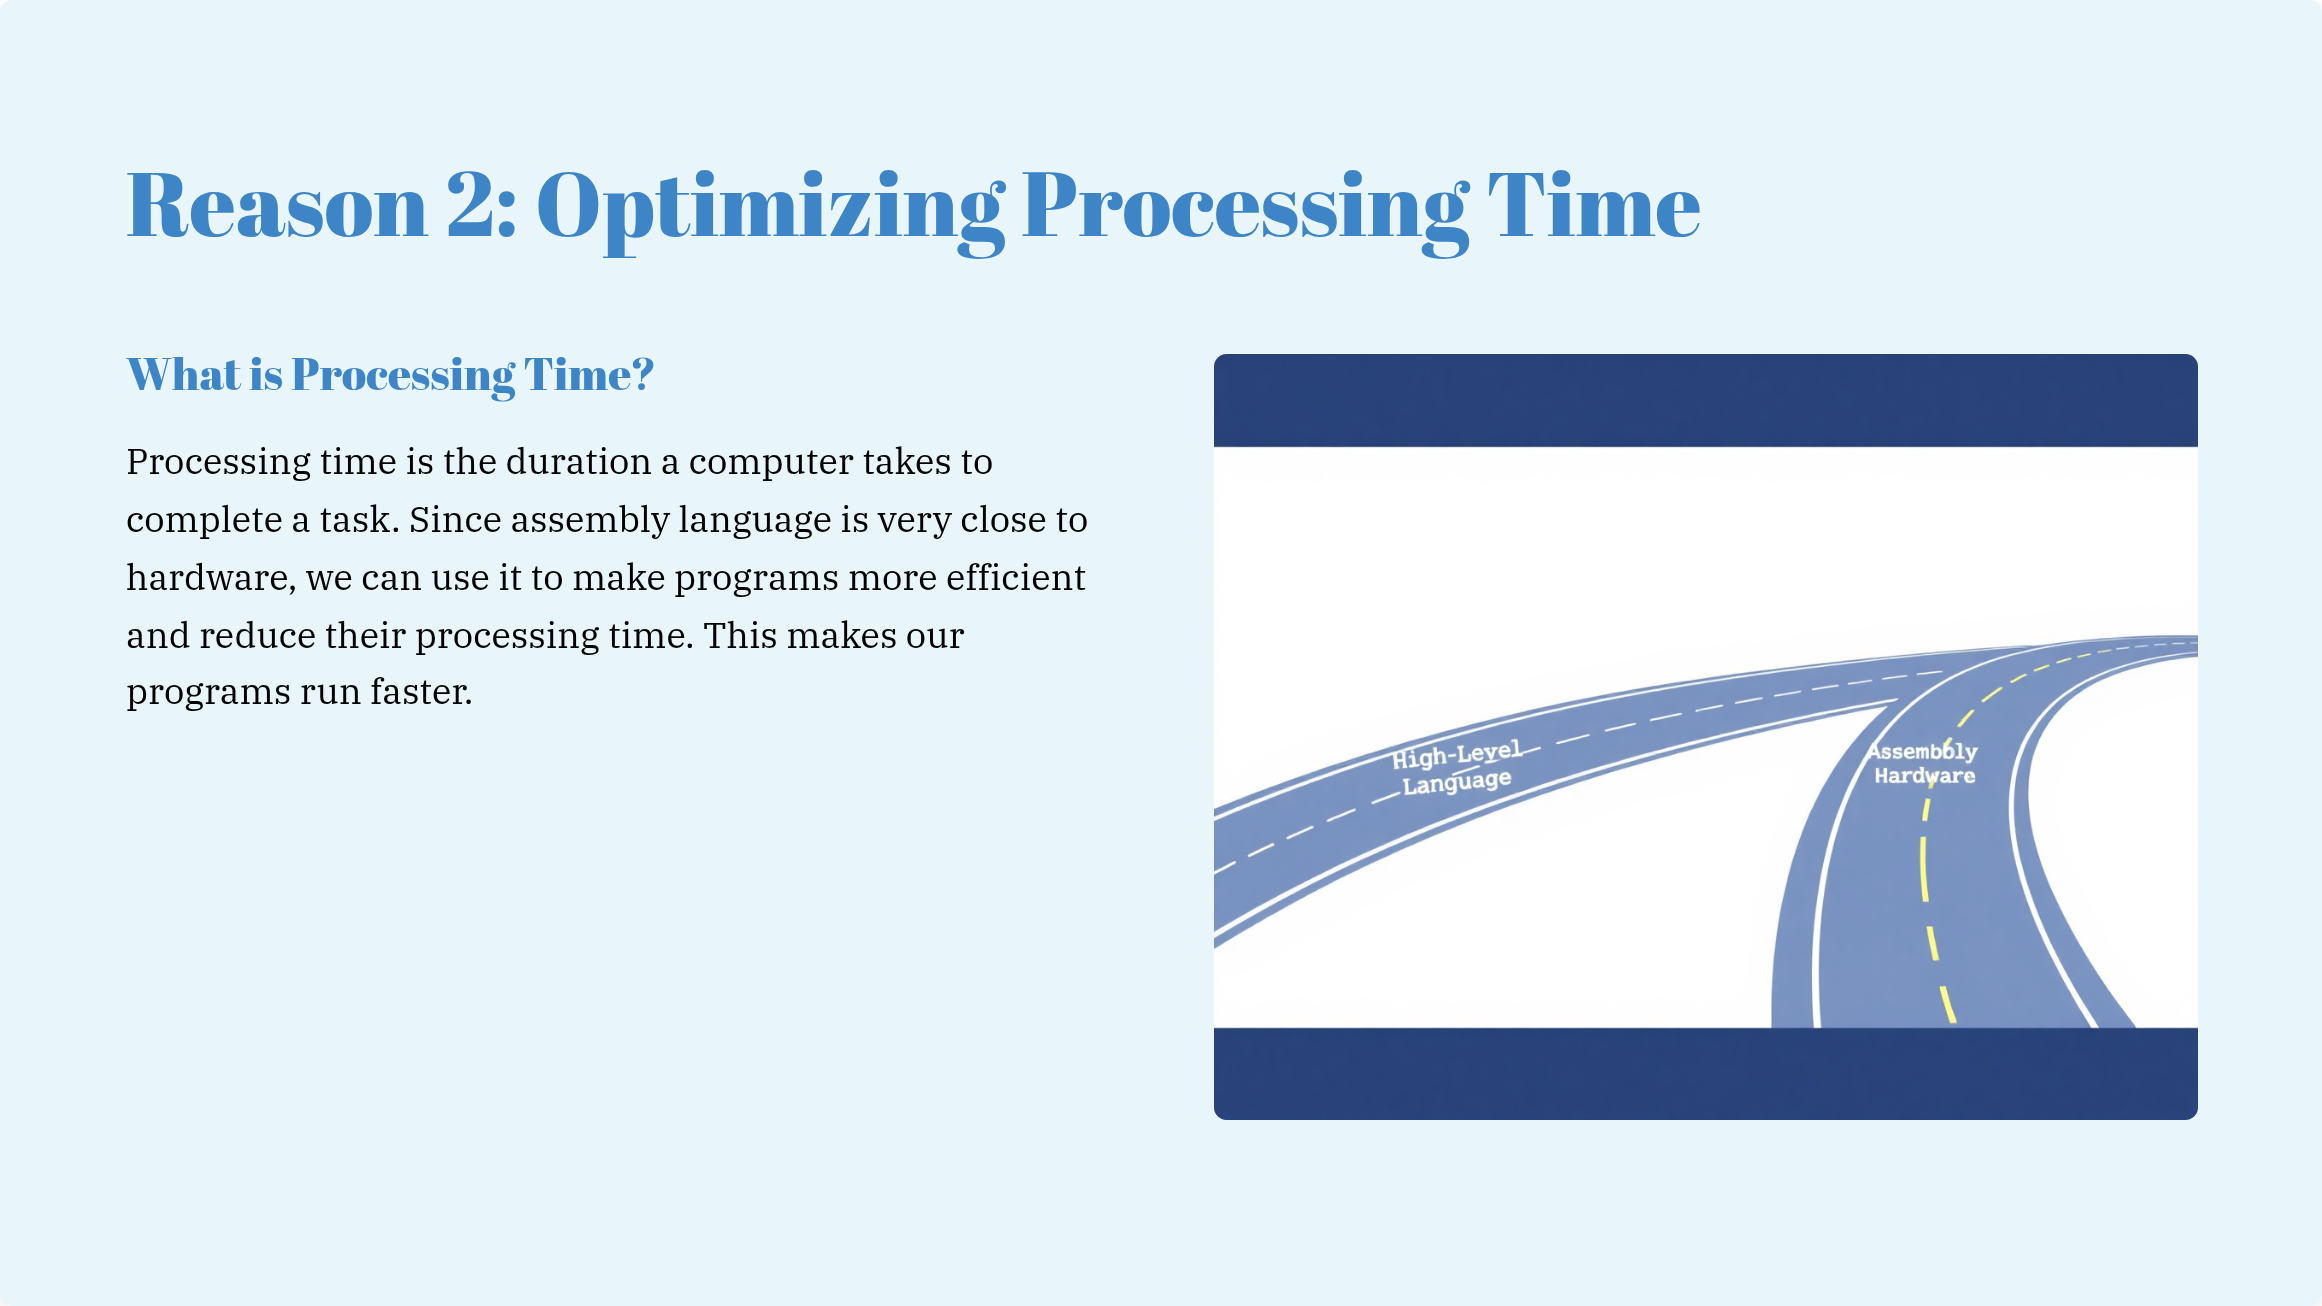 Reason 2: Optimizing Processing Time
What is Processing Time?
Processing time is the duration a computer takes to
complete a task. Since assembly language is very close to
hardware, we can use it to make programs more efficient
and reduce their processing time. This makes our
programs run faster.
High-Level
Language
Assembbly
Hardware